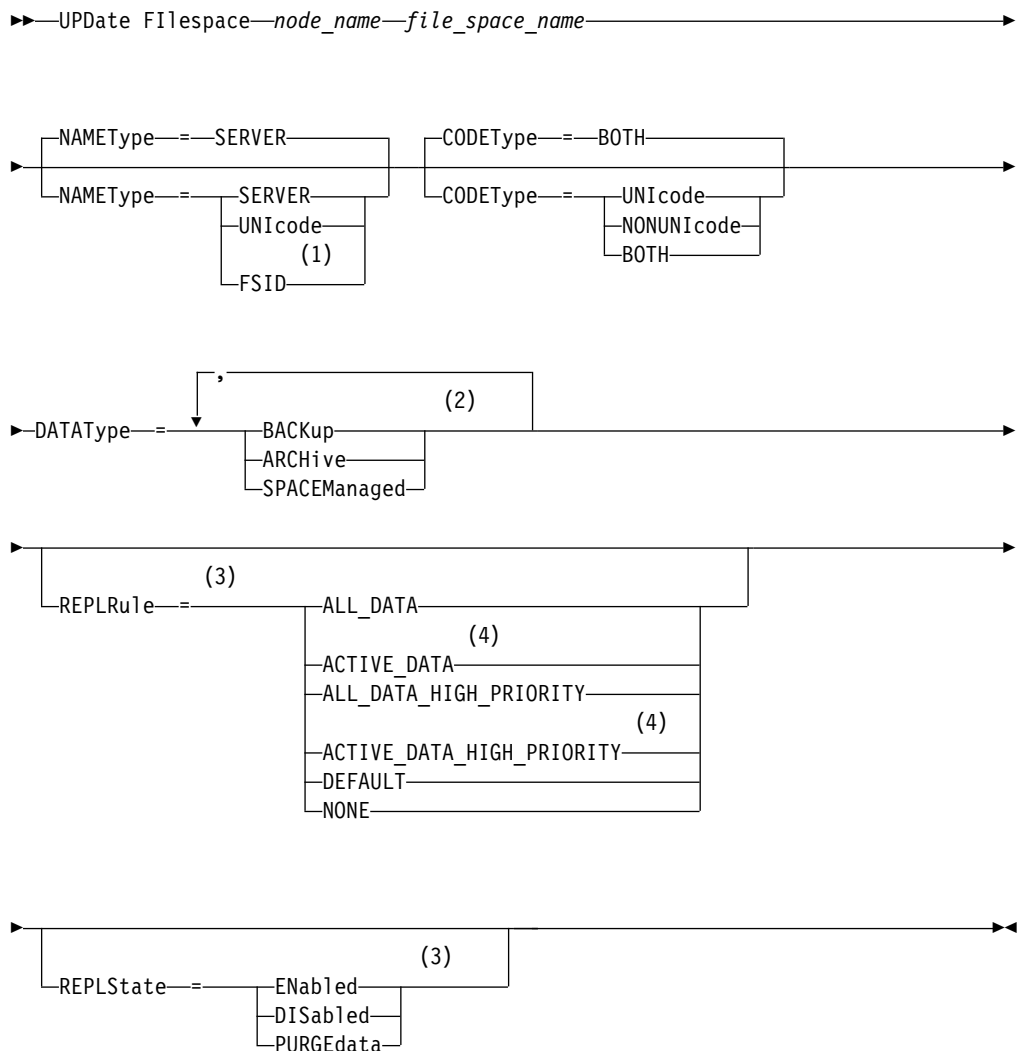 UPDate FIlespace node_name file_space_name
NAMEType = SERVER
CODEType = BOTH
NAMEType = SERVER
UNIcode
(1)
FSID
CODEType = UNIcode
NONUNIcode
BOTH
,
(2)
DATAType = BACKup
ARCHive
SPACEManaged
(3)
REPLRule = ALL_DATA
(4)
ACTIVE_DATA
ALL_DATA_HIGH_PRIORITY
(4)
ACTIVE_DATA_HIGH_PRIORITY
DEFAULT
NONE
(3)
REPLState = ENabled
DISabled
PURGEdata